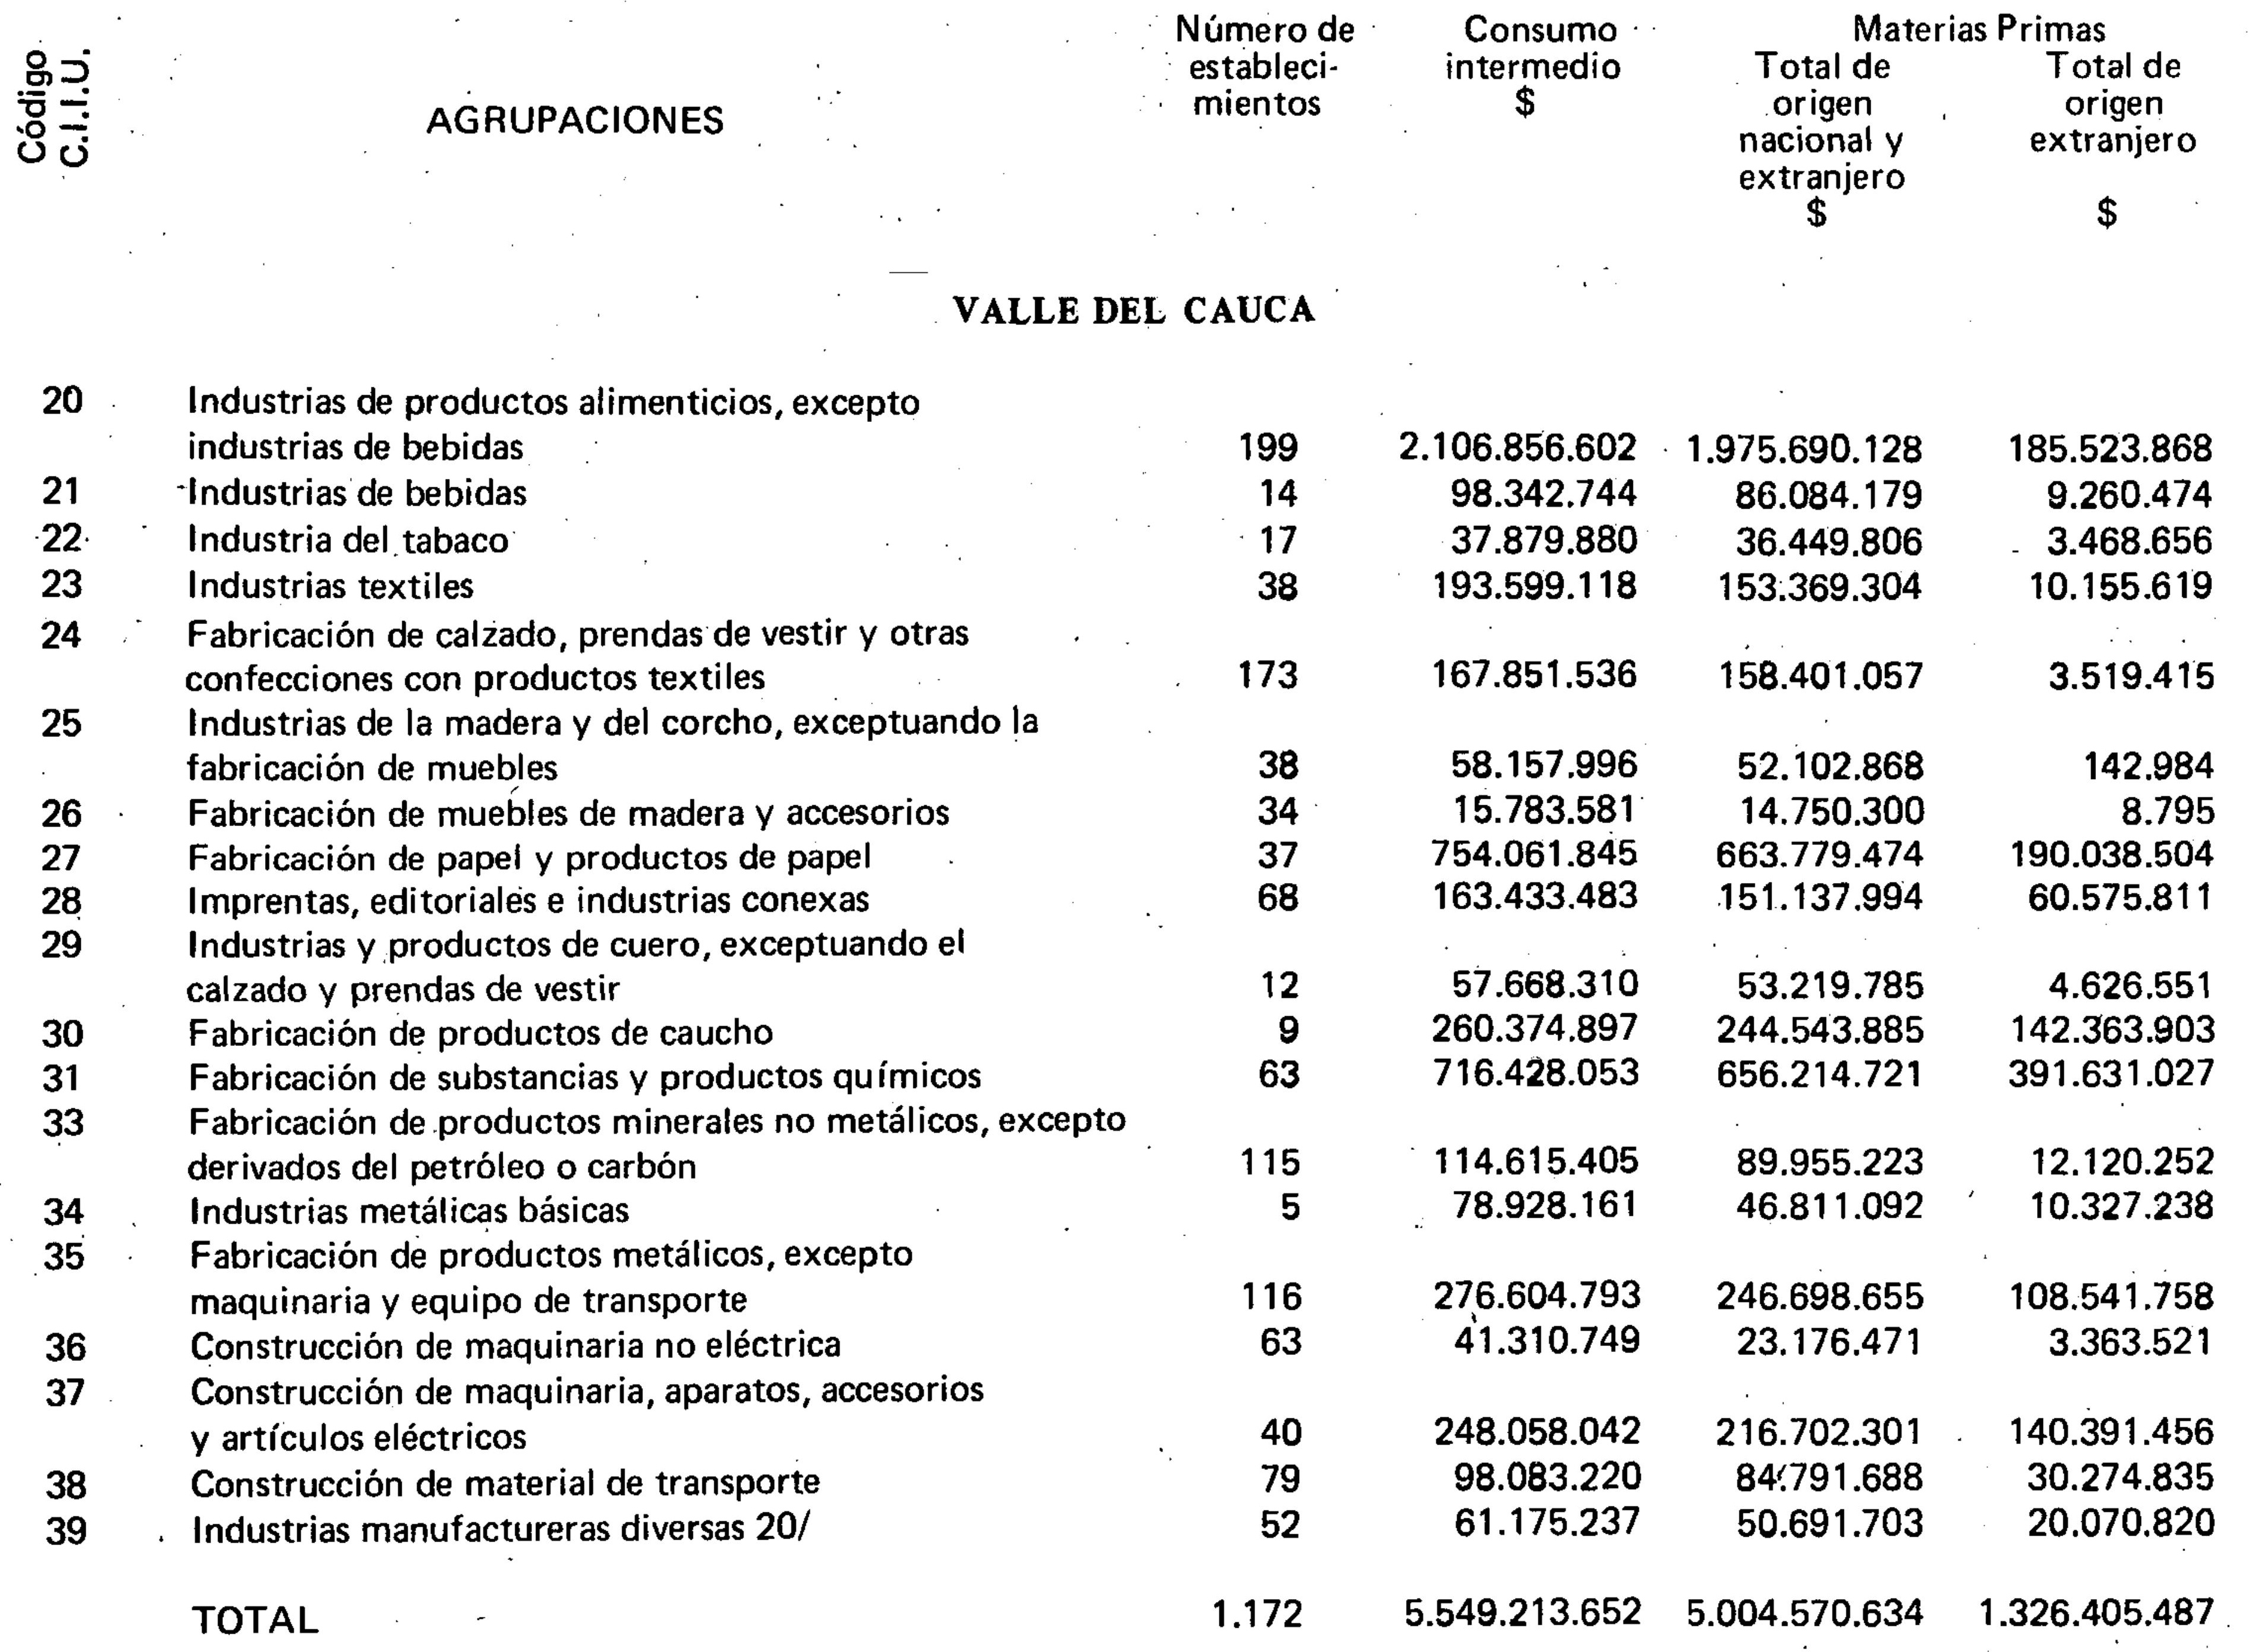 Código
C.I.I.U.
AGRUPACIONES
Número de
estableci-
mientos
Consumo
intermedio
$
Materias Primas
Total de
origen
nacional y
extranjero
$
Total de
origen
extranjero
$
VALLE DEL CAUCA
20 Industrias de productos alimenticios, excepto
industrias de bebidas 199 2.106.856.602 1.975.690.128 185.523.868
21 Industrias de bebidas 14 98.342.744 86.084.179 9.260.474
22 Industria del tabaco 17 37.879.880 36.449.806 3.468.656
23 Industrias textiles 38 193.599.118 153.369.304 10.155.619
24 Fabricación de calzado, prendas de vestir y otras
confecciones con productos textiles 173 167.851.536 158.401.057 3.519.415
25 Industrias de la madera y del corcho, exceptuando la
fabricación de muebles 38 58.157.996 52.102.868 142.984
26 Fabricación de muebles de madera y accesorios 34 15.783.581 14.750.300 8.795
27 Fabricación de papel y productos de papel 37 754.061.845 663.779.474 190.038.504
28 Imprentas, editoriales e industrias conexas 68 163.433.483 151.137.994 60.575.811
29 Industrias y productos de cuero, exceptuando el
calzado y prendas de vestir 12 57.668.310 53.219.785 4.626.551
30 Fabricación de productos de caucho 9 260.374.897 244.543.885 142.363.903
31 Fabricación de substancias y productos químicos 63 716.428.053 656.214.721 391.631.027
33 Fabricación de productos minerales no metálicos, excepto
derivados del petróleo o carbón 115 114.615.405 89.955.223 12.120.252
34 Industrias metálicas básicas 5 78.928.161 46.811.092 10.327.238
35 Fabricación de productos metálicos, excepto
maquinaria y equipo de transporte 116 276.604.793 246.698.655 108.541.758
36 Construcción de maquinaria no eléctrica 63 41.310.749 23.176.471 3.363.521
37 Construcción de maquinaria, aparatos, accesorios
y artículos eléctricos 40 248.058.042 216.702.301 140.391.456
38 Construcción de material de transporte 79 98.083.220 84.791.688 30.274.835
39 Industrias manufactureras diversas 20/ 52 61.175.237 50.691.703 20.070.820
TOTAL 1.172 5.549.213.652 5.004.570.634 1.326.405.487